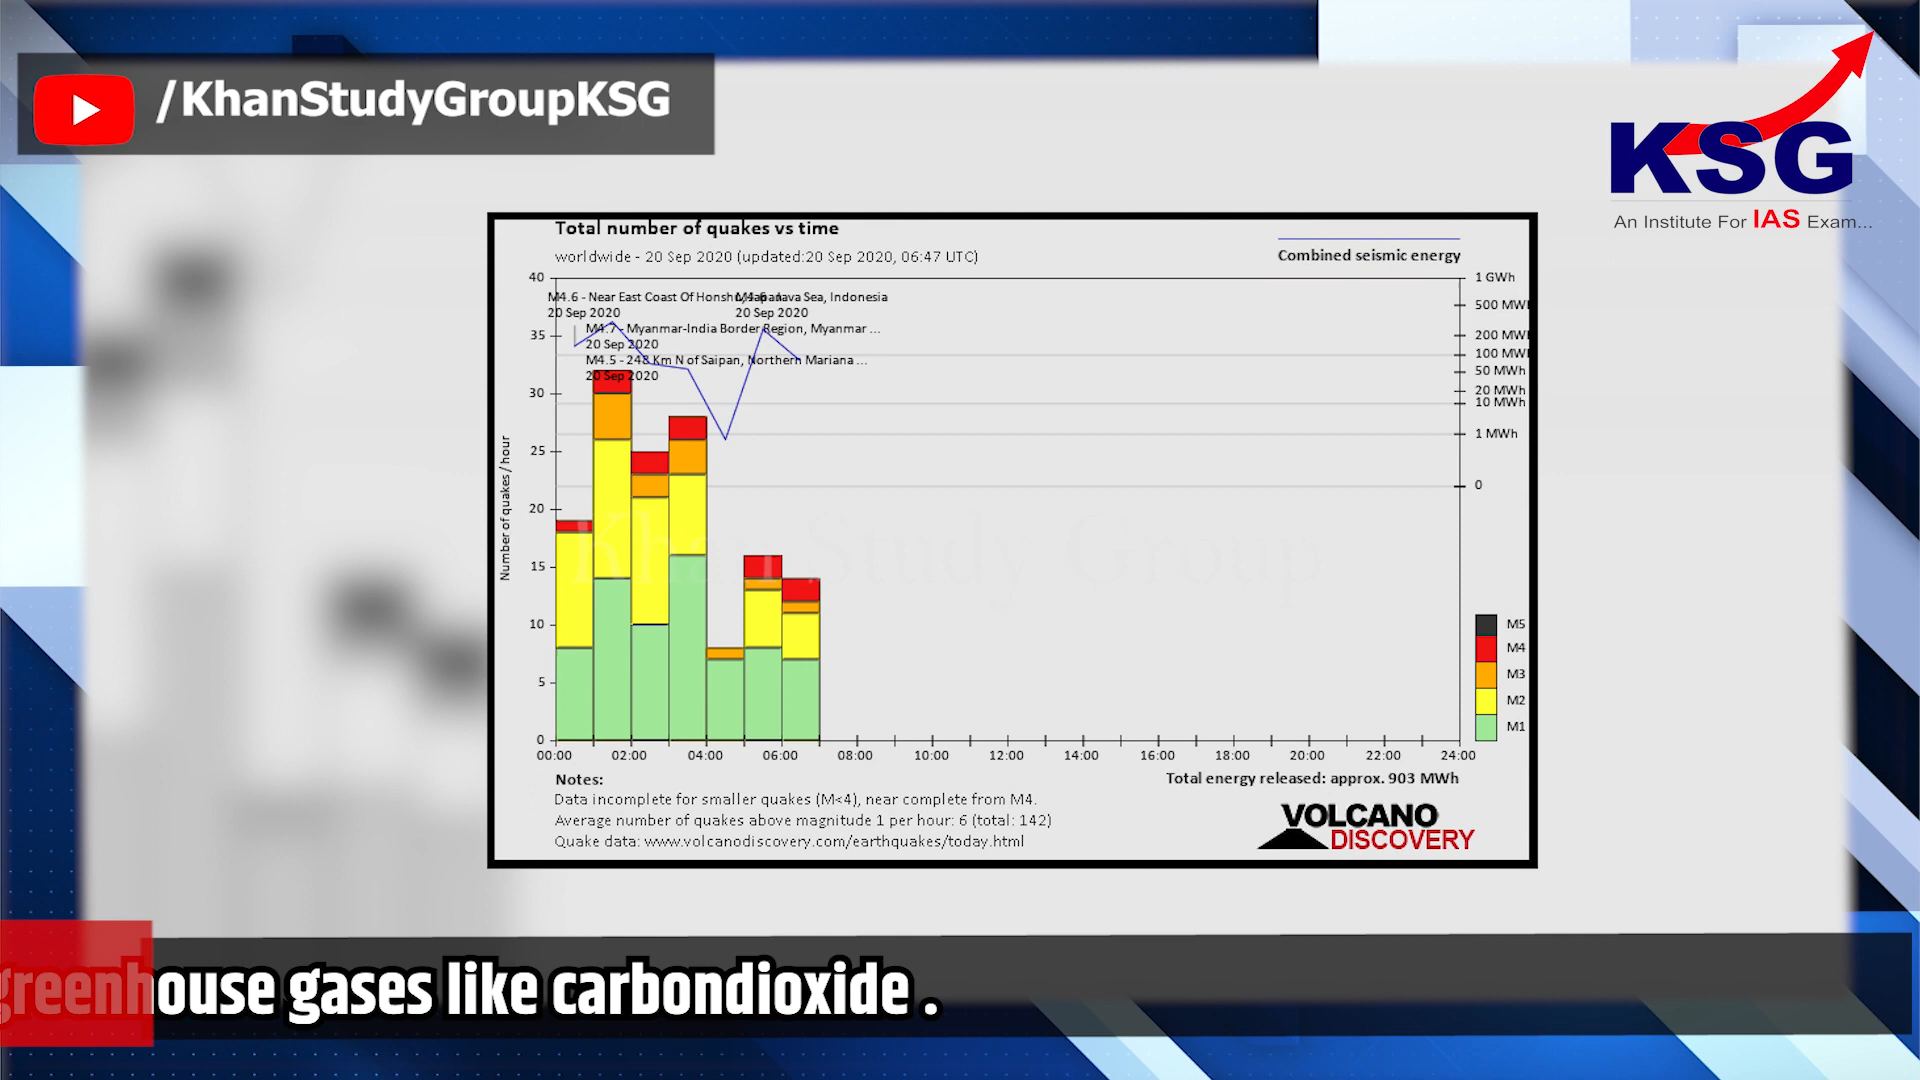 /KhanStudyGroupKSG
KSG
An Institute For IAS Exam...
Total number of quakes vs time
worldwide - 20 Sep 2020 (updated:20 Sep 2020, 06:47 UTC)
Combined seismic energy
40
35
30
25
20
15
10
5
0
Number of quakes / hour
M4.6 - Near East Coast Of Honshu, Japan
20 Sep 2020
M4.6 - Java Sea, Indonesia
20 Sep 2020
M4.7 - Myanmar-India Border Region, Myanmar ...
20 Sep 2020
M4.5 - 248 Km N of Saipan, Northern Mariana ...
20 Sep 2020
1 GWh
500 MWh
200 MWh
100 MWh
50 MWh
20 MWh
10 MWh
1 MWh
0
Khan Study Group
M5
M4
M3
M2
M1
00:00 02:00 04:00 06:00 08:00 10:00 12:00 14:00 16:00 18:00 20:00 22:00 24:00
Notes:
Total energy released: approx. 903 MWh
Data incomplete for smaller quakes (M<4), near complete from M4.
Average number of quakes above magnitude 1 per hour: 6 (total: 142)
Quake data: www.volcanodiscovery.com/earthquakes/today.html
VOLCANO
DISCOVERY
greenhouse gases like carbondioxide .